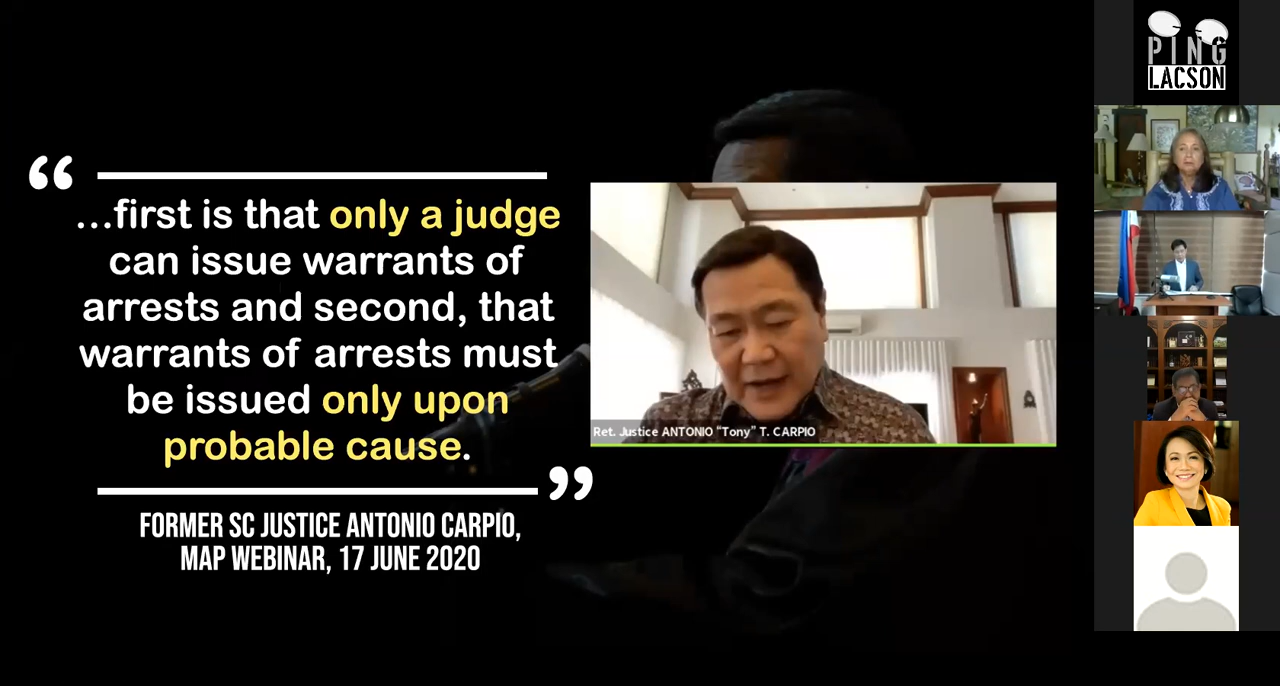 “
…first is that only a judge
can issue warrants of
arrests and second, that
warrants of arrests must
be issued only upon
probable cause.
”
FORMER SC JUSTICE ANTONIO CARPIO,
MAP WEBINAR, 17 JUNE 2020
Ret. Justice ANTONIO “Tony” T. CARPIO
PING
LACSON